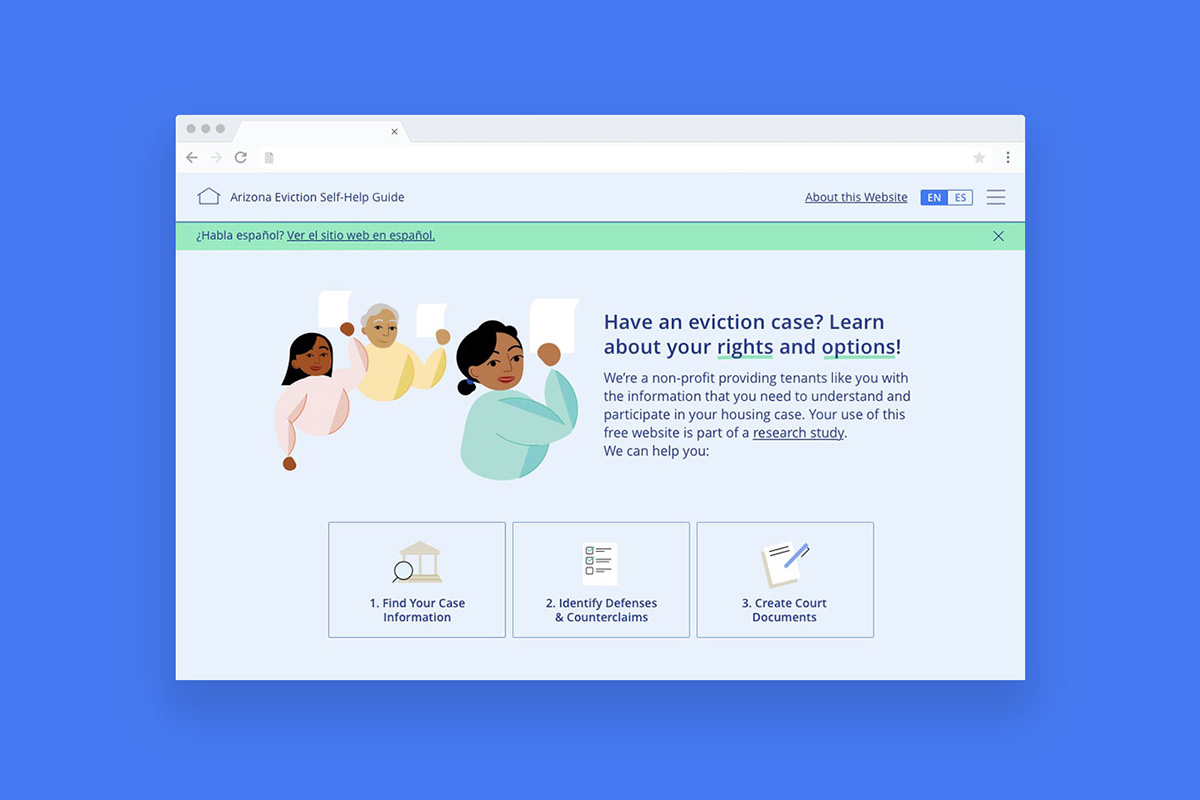 Arizona Eviction Self-Help Guide
About this Website
EN ES
¿Habla español? Ver el sitio web en español.
Have an eviction case? Learn
about your rights and options!
We're a non-profit providing tenants like you with
the information that you need to understand and
participate in your housing case. Your use of this
free website is part of a research study.
We can help you:
1. Find Your Case
Information
2. Identify Defenses
& Counterclaims
3. Create Court
Documents